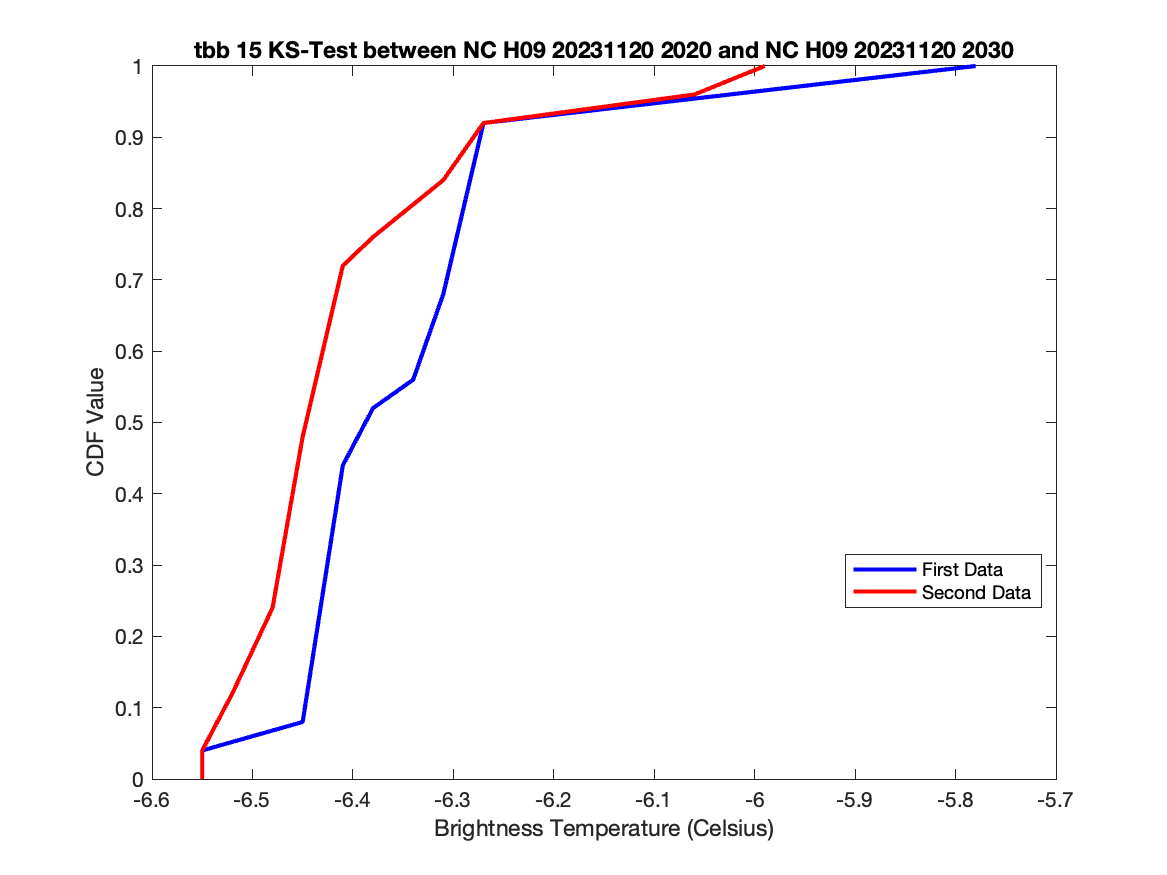 tbb 15 KS-Test between NC H09 20231120 2020 and NC H09 20231120 2030
1
0.9
0.8
0.7
0.6
0.5
0.4
0.3
0.2
0.1
0
CDF Value
First Data
Second Data
-6.6 -6.5 -6.4 -6.3 -6.2 -6.1 -6 -5.9 -5.8 -5.7
Brightness Temperature (Celsius)